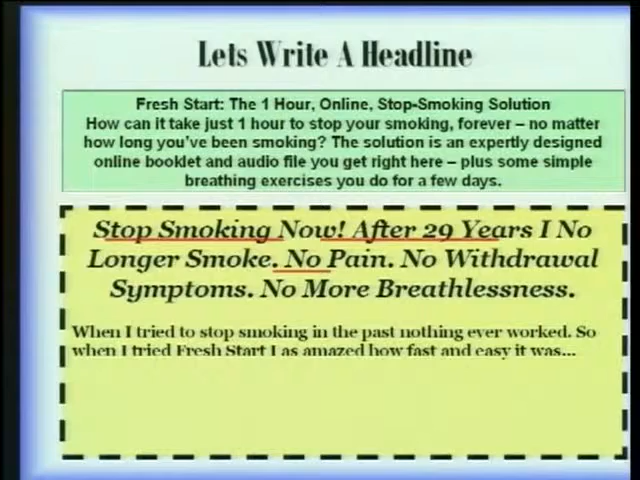 Lets Write A Headline
Fresh Start: The 1 Hour, Online, Stop-Smoking Solution
How can it take just 1 hour to stop your smoking, forever – no matter
how long you've been smoking? The solution is an expertly designed
online booklet and audio file you get right here – plus some simple
breathing exercises you do for a few days.
Stop Smoking Now! After 29 Years I No
Longer Smoke. No Pain. No Withdrawal
Symptoms. No More Breathlessness.
When I tried to stop smoking in the past nothing ever worked. So
when I tried Fresh Start I as amazed how fast and easy it was...